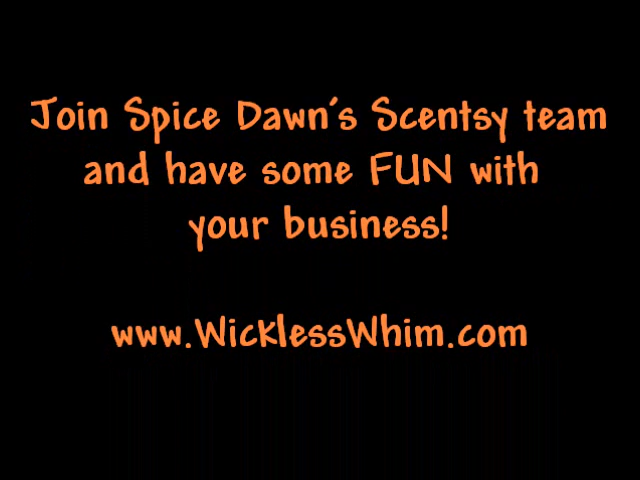 Join Spice Dawn's Scentsy team
and have some FUN with
your business!
www.WicklessWhim.com